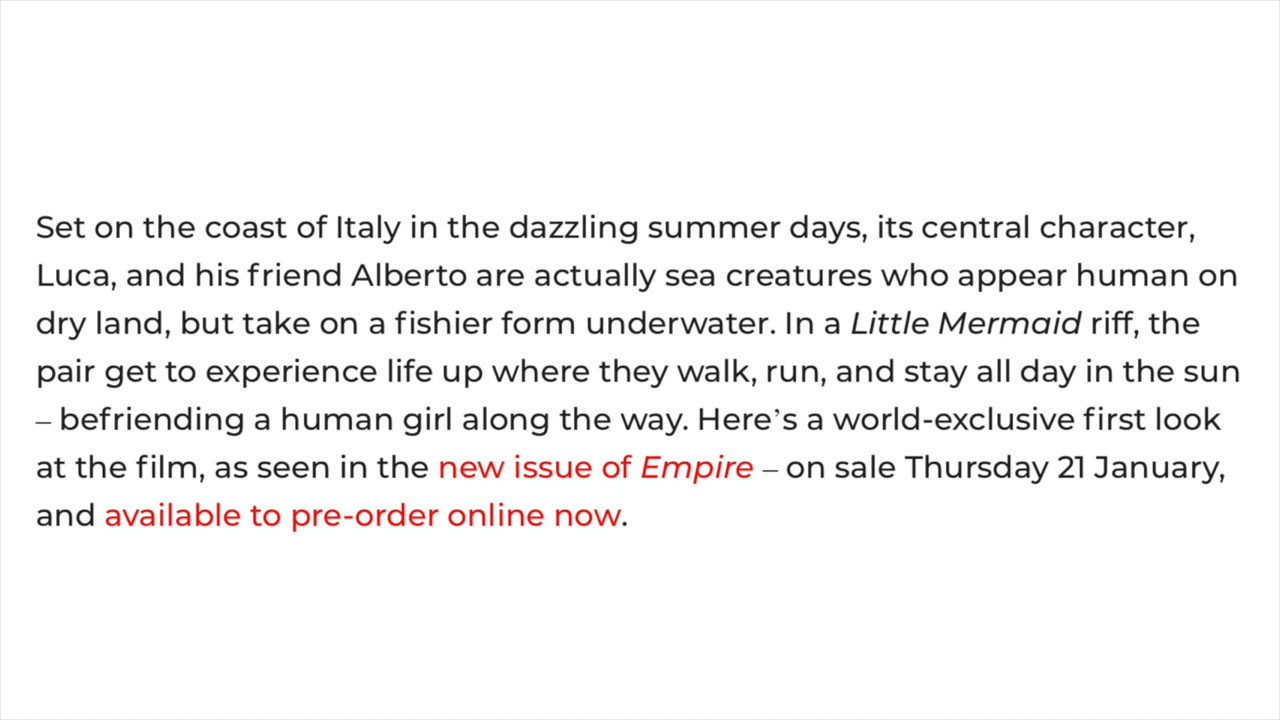 Set on the coast of Italy in the dazzling summer days, its central character,
Luca, and his friend Alberto are actually sea creatures who appear human on
dry land, but take on a fishier form underwater. In a Little Mermaid riff, the
pair get to experience life up where they walk, run, and stay all day in the sun
– befriending a human girl along the way. Here’s a world-exclusive first look
at the film, as seen in the new issue of Empire – on sale Thursday 21 January,
and available to pre-order online now.